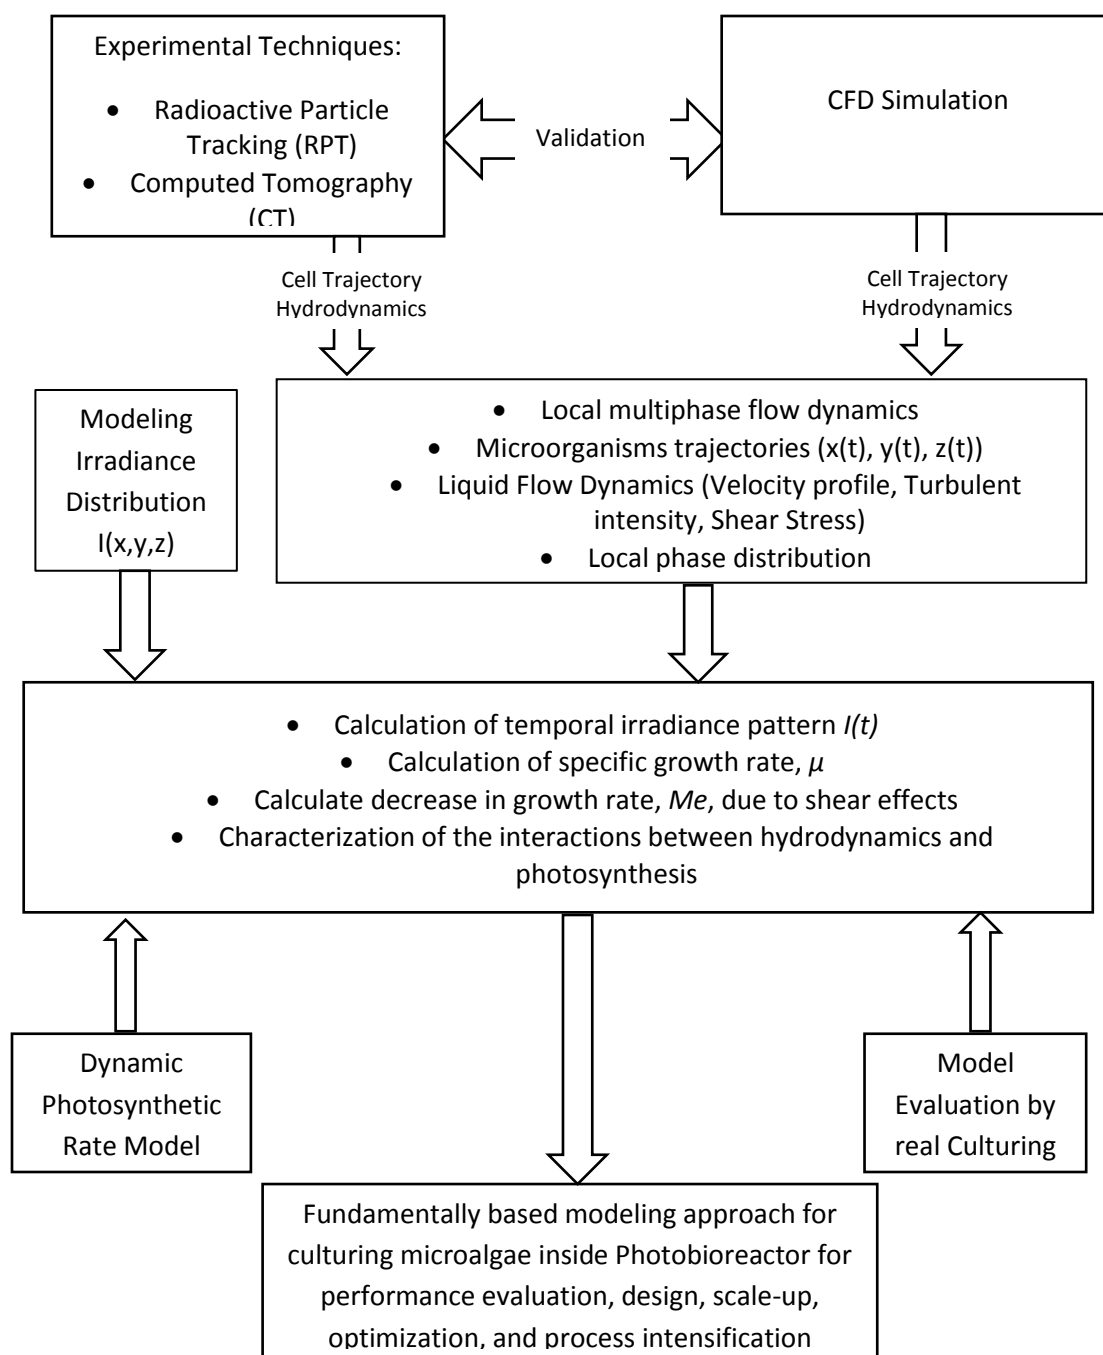 Experimental Techniques:
• Radioactive Particle
Tracking (RPT)
• Computed Tomography
(CT)
Validation
CFD Simulation
Cell Trajectory
Hydrodynamics
Cell Trajectory
Hydrodynamics
Modeling
Irradiance
Distribution
I(x,y,z)
• Local multiphase flow dynamics
• Microorganisms trajectories (x(t), y(t), z(t))
• Liquid Flow Dynamics (Velocity profile, Turbulent
intensity, Shear Stress)
• Local phase distribution
• Calculation of temporal irradiance pattern I(t)
• Calculation of specific growth rate, µ
• Calculate decrease in growth rate, Me, due to shear effects
• Characterization of the interactions between hydrodynamics and
photosynthesis
Dynamic
Photosynthetic
Rate Model
Model
Evaluation by
real Culturing
Fundamentally based modeling approach for
culturing microalgae inside Photobioreactor for
performance evaluation, design, scale-up,
optimization, and process intensification